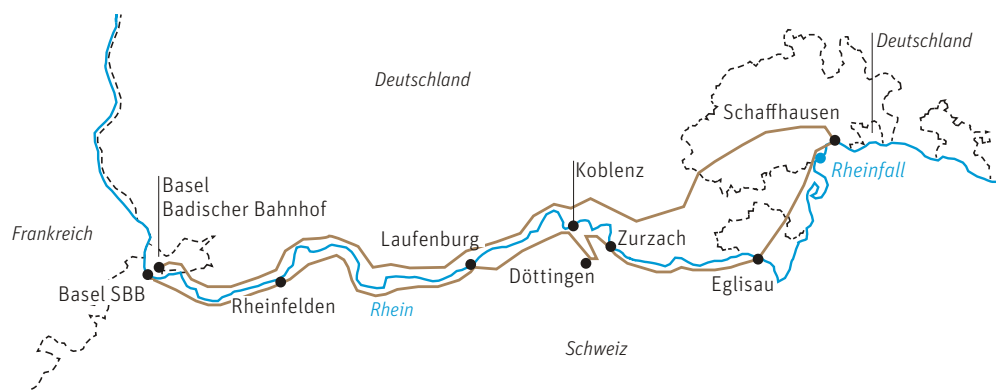 Deutschland
Deutschland
Schaffhausen
Rheinfall
Koblenz
Basel
Badischer Bahnhof
Frankreich
Laufenburg
Zurzach
Döttingen
Basel SBB
Rheinfelden
Rhein
Eglisau
Schweiz